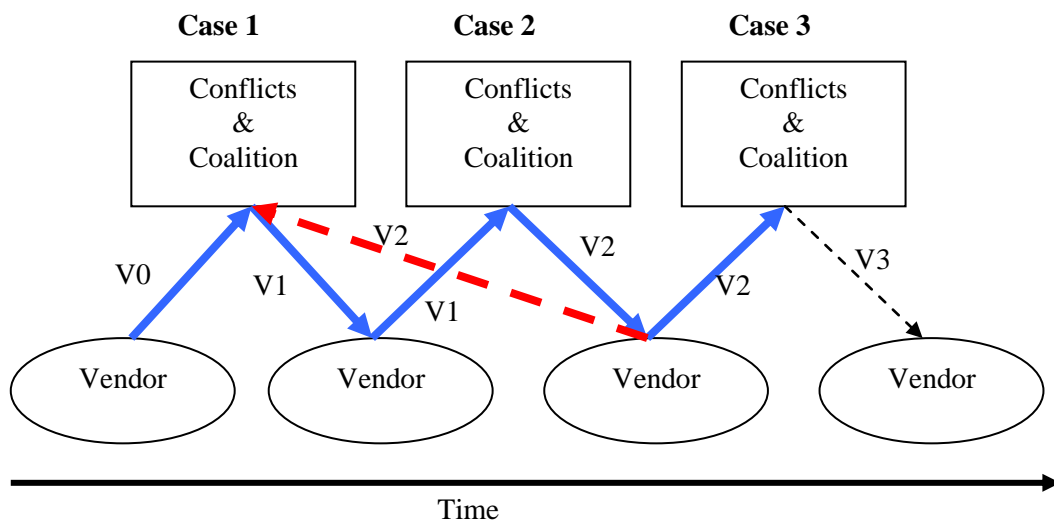 Case 1
Case 2
Case 3
Conflicts
&
Coalition
Conflicts
&
Coalition
Conflicts
&
Coalition
V0
V1
V2
V1
V2
V2
V3
Vendor
Vendor
Vendor
Vendor
Time